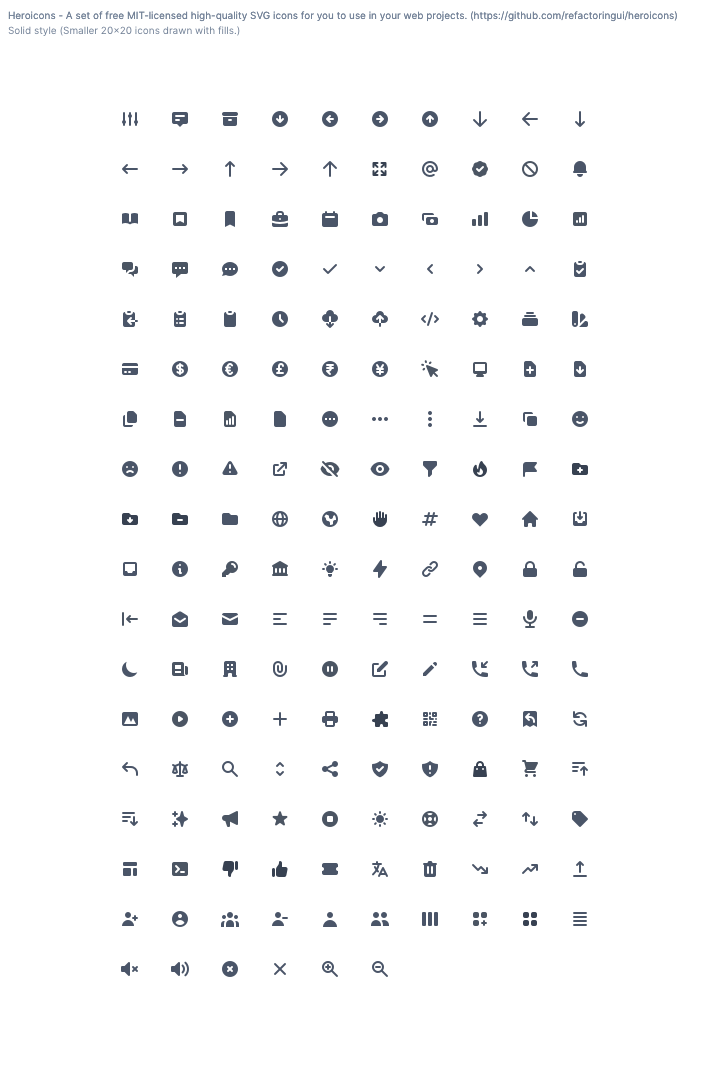 Heroicons - A set of free MIT-licensed high-quality SVG icons for you to use in your web projects. (https://github.com/refactoringui/heroicons)
Solid style (Smaller 20×20 icons drawn with fills.)